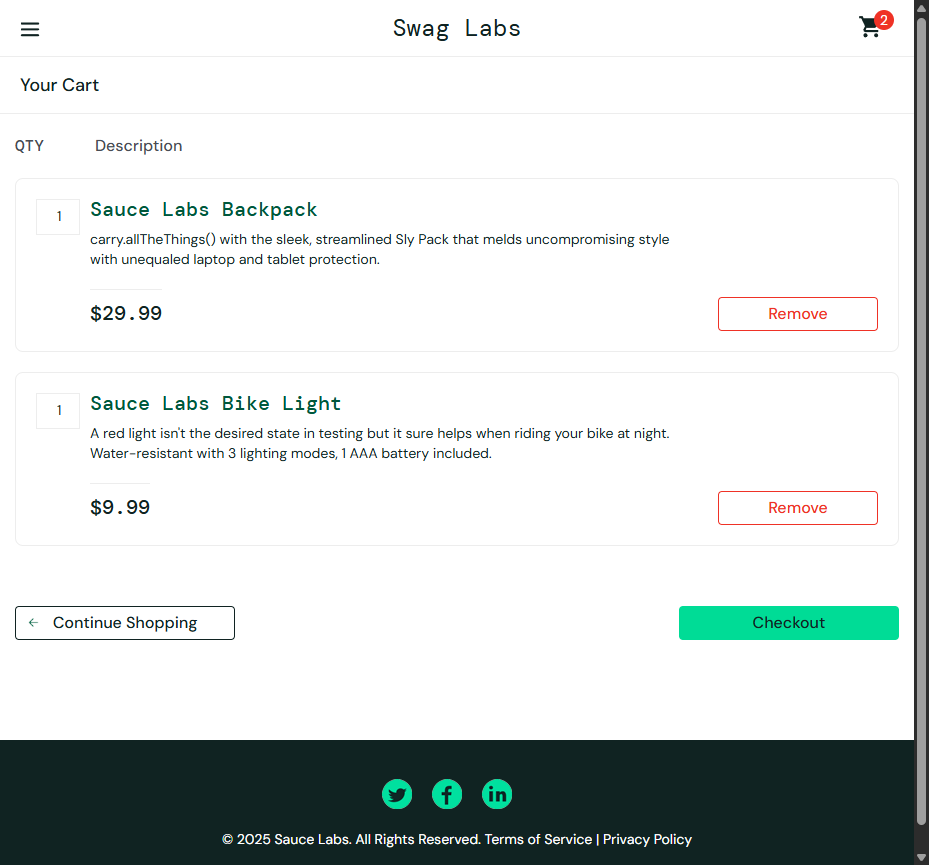 Swag Labs
2
Your Cart
QTY Description
1
Sauce Labs Backpack
carry.allTheThings() with the sleek, streamlined Sly Pack that melds uncompromising style
with unequaled laptop and tablet protection.
$29.99
Remove
1
Sauce Labs Bike Light
A red light isn't the desired state in testing but it sure helps when riding your bike at night.
Water-resistant with 3 lighting modes, 1 AAA battery included.
$9.99
Remove
Continue Shopping
Checkout
© 2025 Sauce Labs. All Rights Reserved. Terms of Service | Privacy Policy